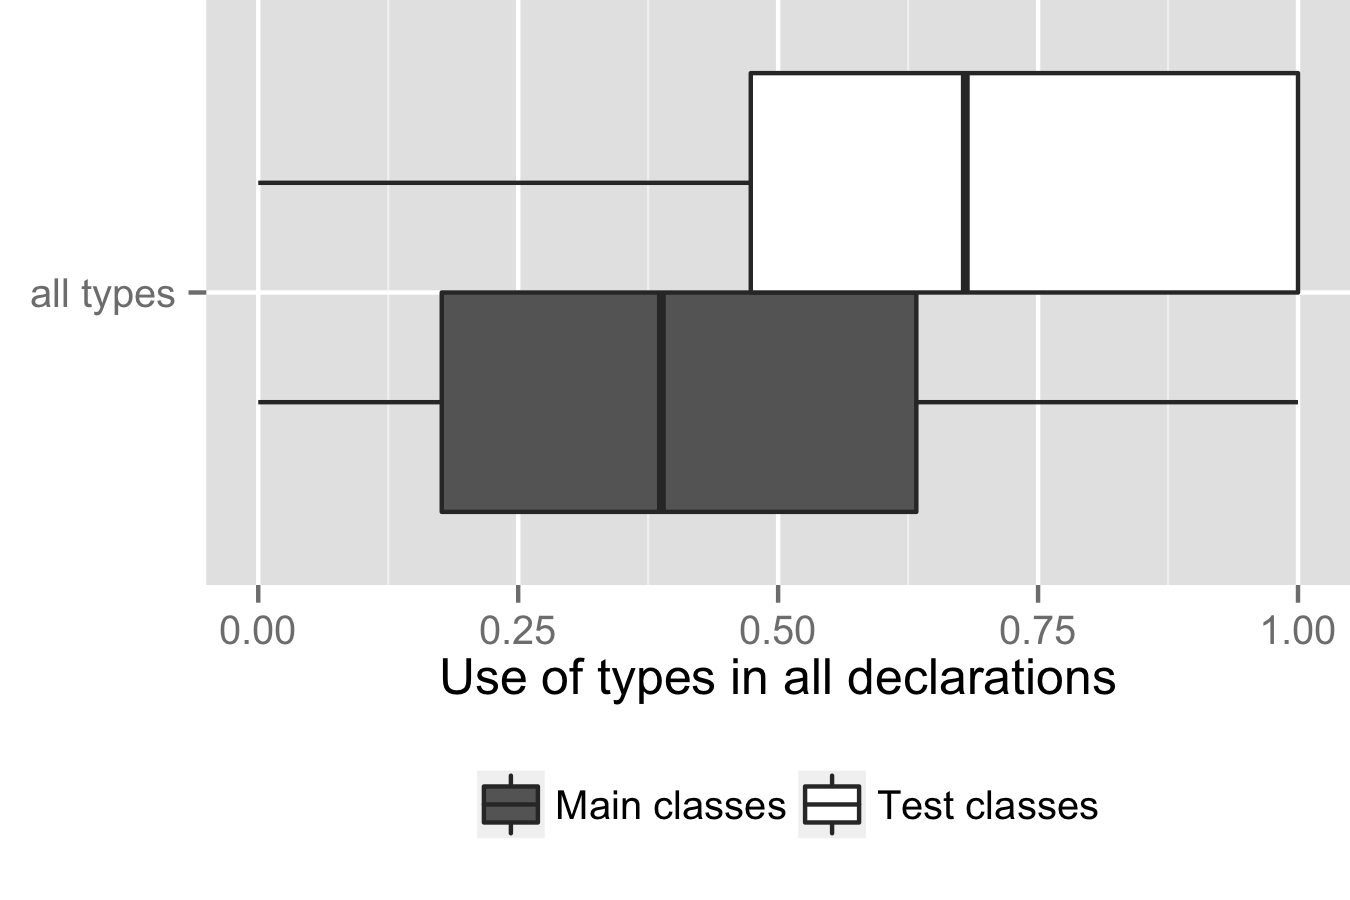 all types
0.00 0.25 0.50 0.75 1.00
Use of types in all declarations
Main classes Test classes